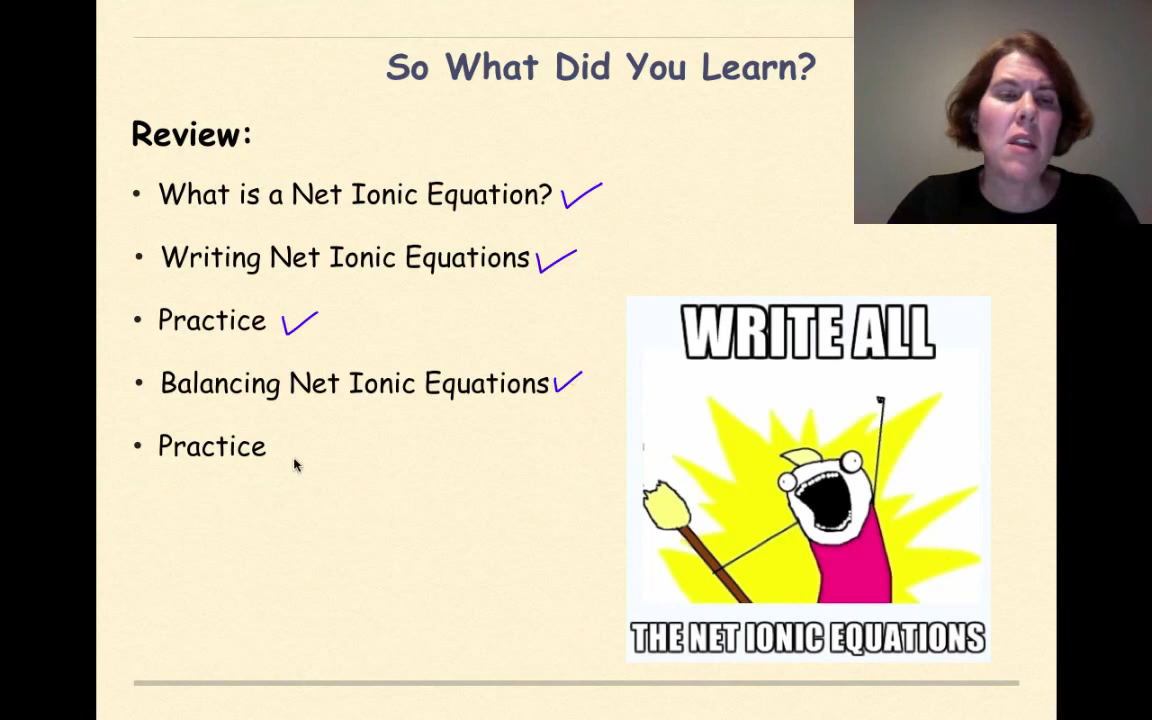 So What Did You Learn?
Review:
• What is a Net Ionic Equation?
• Writing Net Ionic Equations
• Practice
• Balancing Net Ionic Equations
• Practice
WRITE ALL
THE NET IONIC EQUATIONS